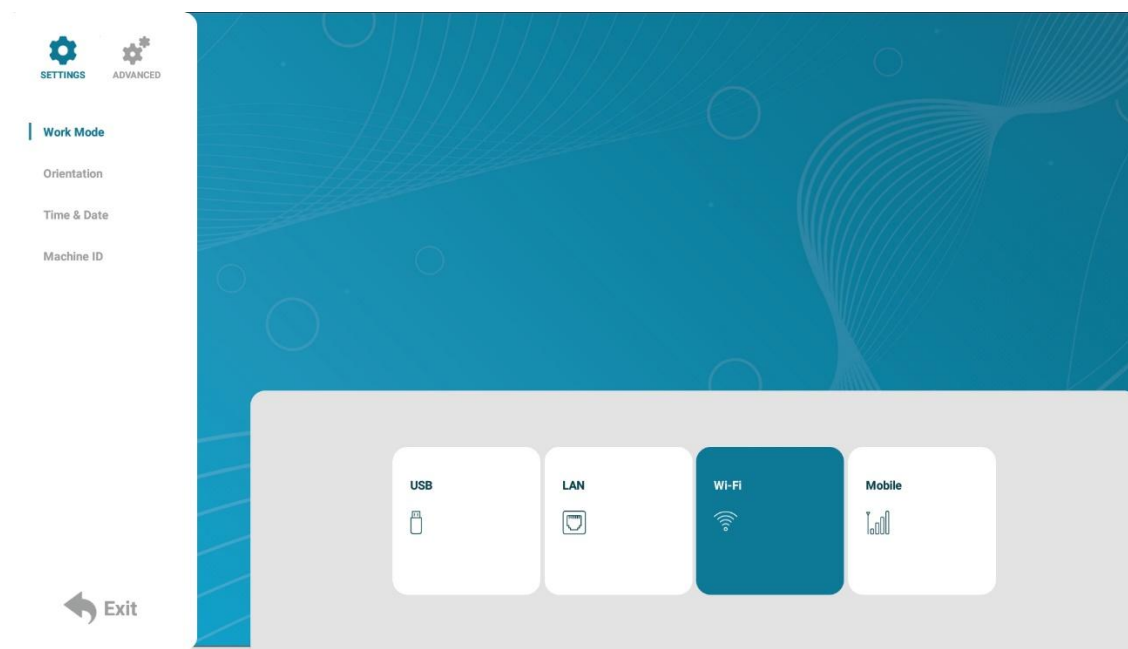 SETTINGS ADVANCED
Work Mode
Orientation
Time & Date
Machine ID
USB LAN Wi-Fi Mobile
Exit